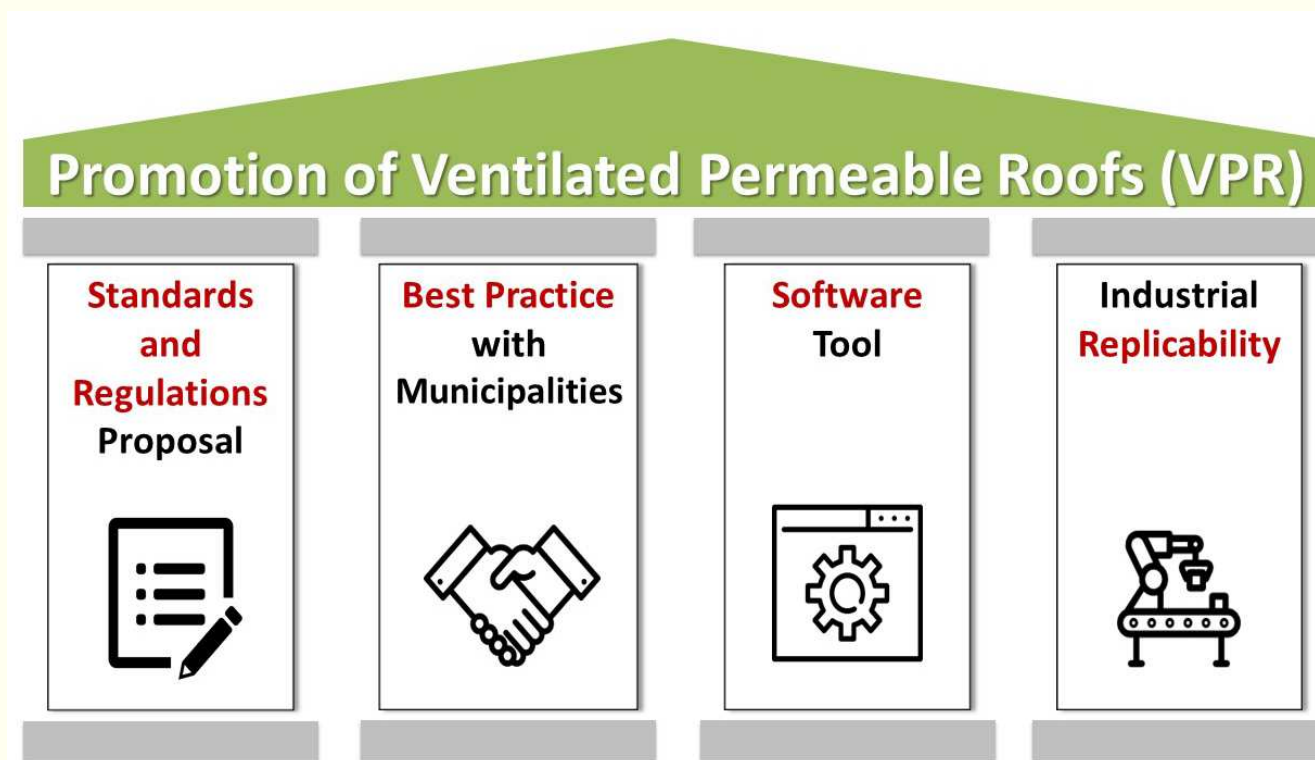 Promotion of Ventilated Permeable Roofs (VPR)
Standards
and
Regulations
Proposal
Best Practice
with
Municipalities
Software
Tool
Industrial
Replicability